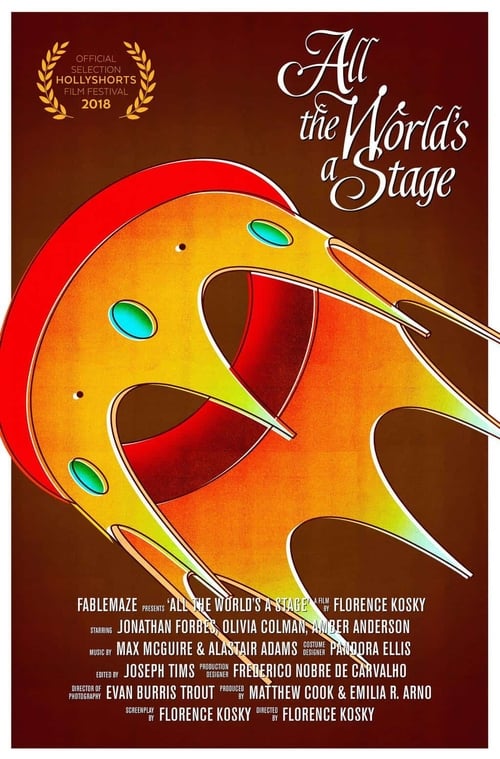 OFFICIAL
SELECTION
HOLLYSHORTS
FILM FESTIVAL
2018
All
the World's
a Stage
FABLEMAZE PRESENTS 'ALL THE WORLD'S A STAGE' A FILM BY FLORENCE KOSKY
STARRING JONATHAN FORBES, OLIVIA COLMAN, AMBER ANDERSON
MUSIC BY MAX MCGUIRE & ALASTAIR ADAMS COSTUME DESIGNER PANDORA ELLIS
EDITED BY JOSEPH TIMS PRODUCTION DESIGNER FREDERICO NOBRE DE CARVALHO
DIRECTOR OF PHOTOGRAPHY EVAN BURRIS TROUT PRODUCED BY MATTHEW COOK & EMILIA R. ARNO
SCREENPLAY BY FLORENCE KOSKY DIRECTED BY FLORENCE KOSKY